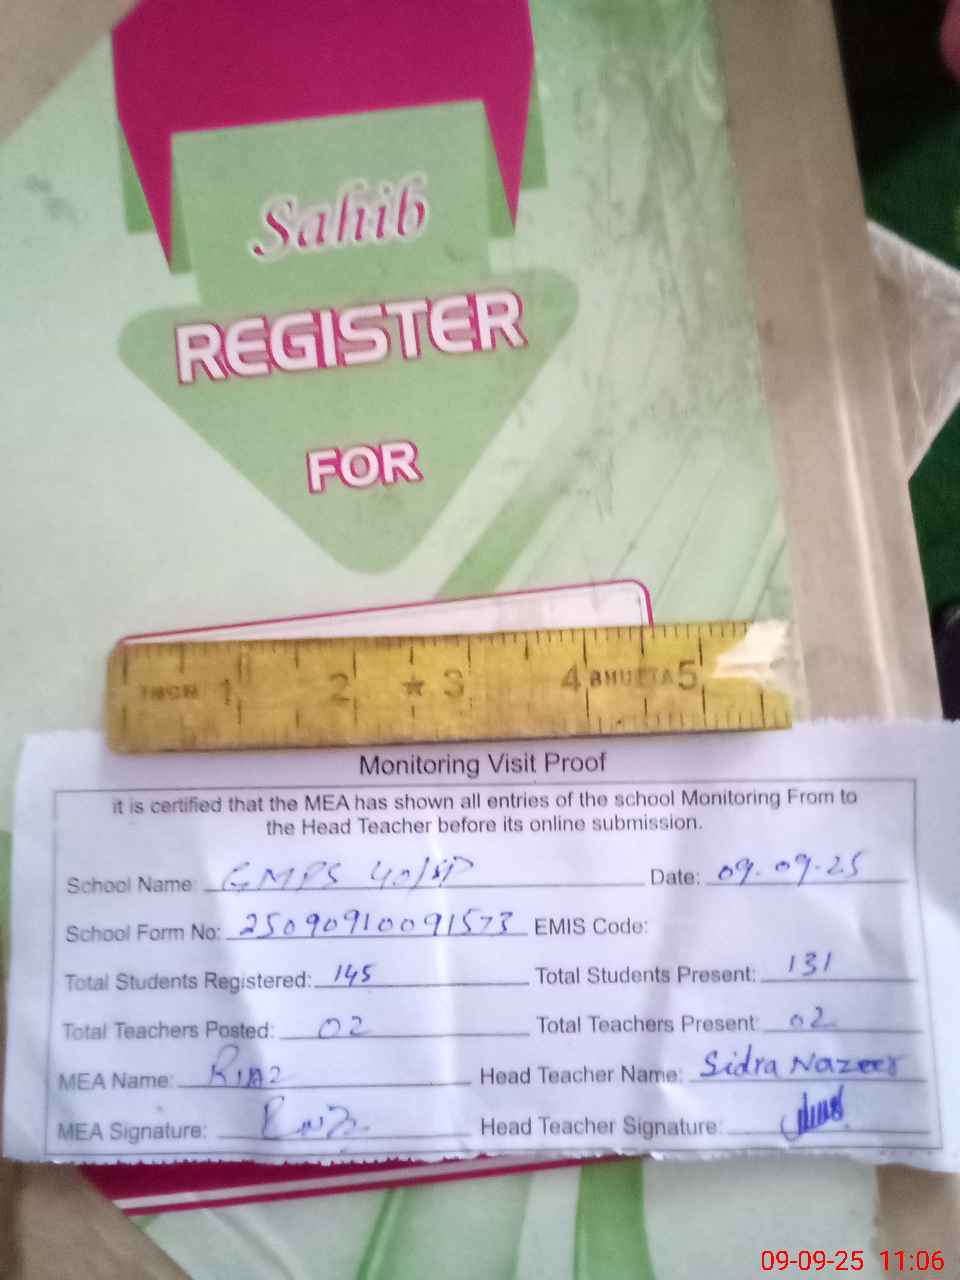 Sahib
REGISTER
FOR
INCH 1 2 ★ 3 4 BHUTTA 5
Monitoring Visit Proof
it is certified that the MEA has shown all entries of the school Monitoring From to
the Head Teacher before its online submission.
School Name: GMPS 40/SP Date: 09.09.25
School Form No: 25090910091573 EMIS Code:
Total Students Registered: 145 Total Students Present: 131
Total Teachers Posted: 02 Total Teachers Present: 02
MEA Name: Head Teacher Name: Sidra Nazeer
MEA Signature: Head Teacher Signature:
09-09-25 11:06